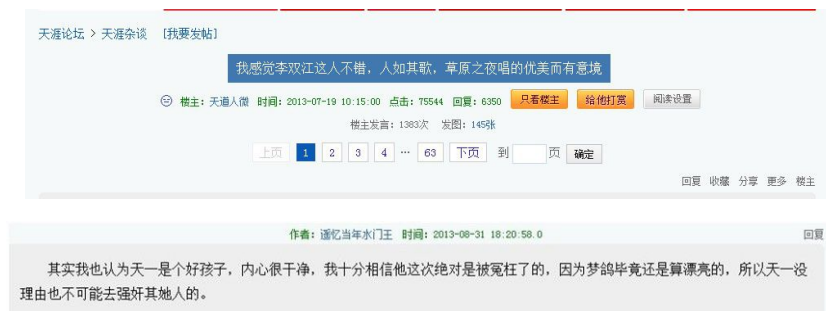 天涯论坛 > 天涯杂谈 [我要发帖]
我感觉李双江这人不错，人如其歌，草原之夜唱的优美而有意境
楼主：天道人微 时间：2013-07-19 10:15:00 点击：75544 回复：6350 只看楼主 给他打赏 阅读设置
楼主发言：1383次 发图：145张
上页 1 2 3 4 … 63 下页 到 页 确定
回复 收藏 分享 更多 楼主
作者：遥忆当年水门王 时间：2013-08-31 18:20:58.0 回复
其实我也认为天一是个好孩子，内心很干净，我十分相信他这次绝对是被冤枉了的，因为梦鸽毕竟还是算漂亮的，所以天一没
理由也不可能去强奸其她人的。